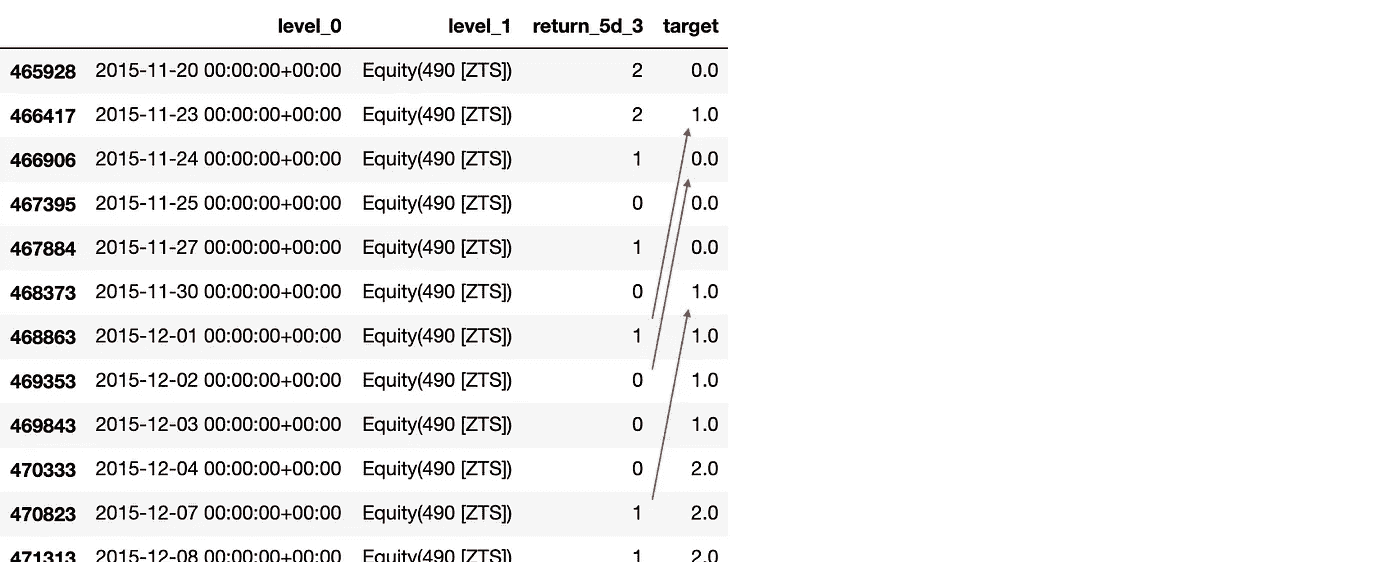 level_0 level_1 return_5d_3 target
465928 2015-11-20 00:00:00+00:00 Equity(490 [ZTS]) 2 0.0
466417 2015-11-23 00:00:00+00:00 Equity(490 [ZTS]) 2 1.0
466906 2015-11-24 00:00:00+00:00 Equity(490 [ZTS]) 1 0.0
467395 2015-11-25 00:00:00+00:00 Equity(490 [ZTS]) 0 0.0
467884 2015-11-27 00:00:00+00:00 Equity(490 [ZTS]) 1 0.0
468373 2015-11-30 00:00:00+00:00 Equity(490 [ZTS]) 0 1.0
468863 2015-12-01 00:00:00+00:00 Equity(490 [ZTS]) 1 1.0
469353 2015-12-02 00:00:00+00:00 Equity(490 [ZTS]) 0 1.0
469843 2015-12-03 00:00:00+00:00 Equity(490 [ZTS]) 0 1.0
470333 2015-12-04 00:00:00+00:00 Equity(490 [ZTS]) 0 2.0
470823 2015-12-07 00:00:00+00:00 Equity(490 [ZTS]) 1 2.0
471313 2015-12-08 00:00:00+00:00 Equity(490 [ZTS]) 1 2.0